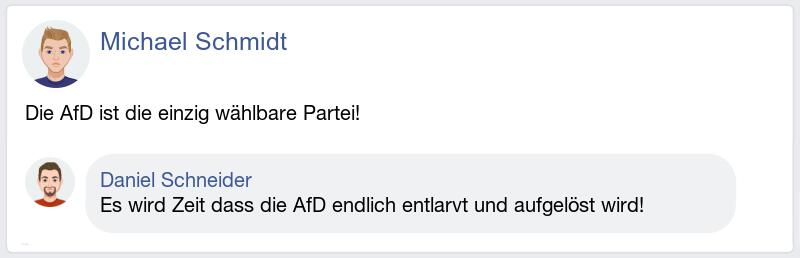 Michael Schmidt
Die AfD ist die einzig wählbare Partei!
Daniel Schneider
Es wird Zeit dass die AfD endlich entlarvt und aufgelöst wird!